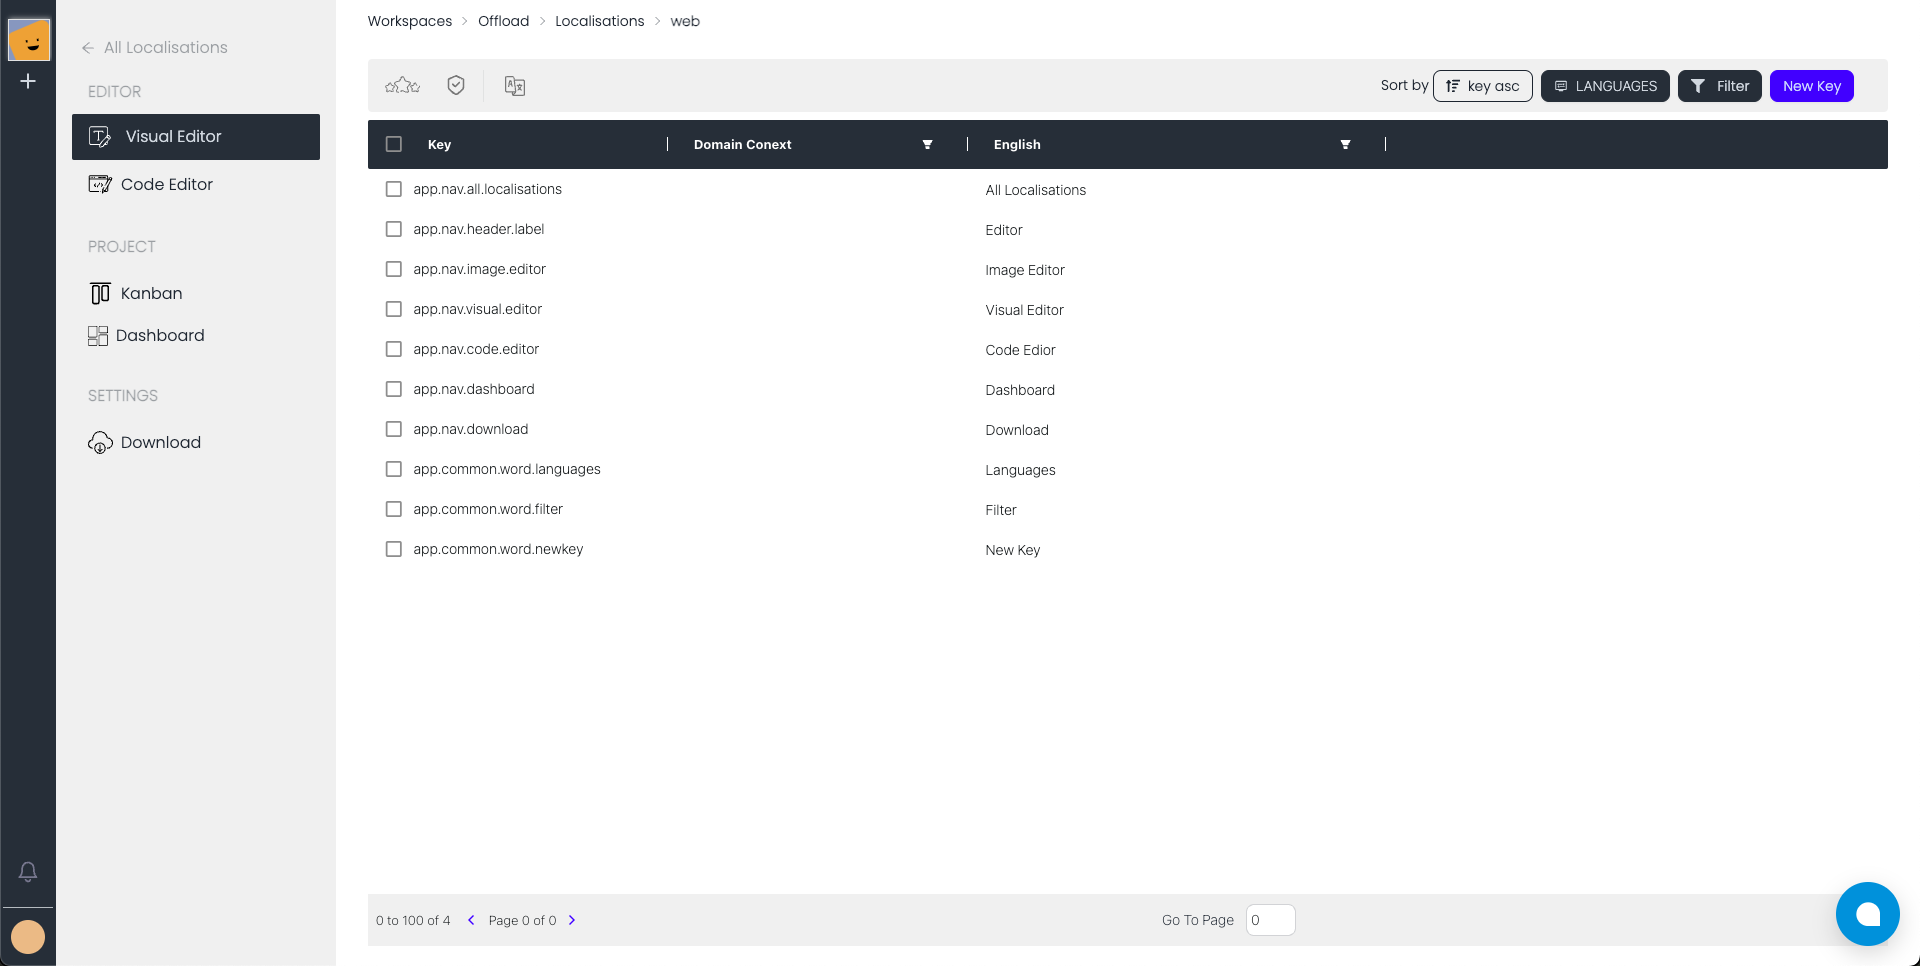 Workspaces > Offload > Localisations > web
All Localisations
EDITOR
Visual Editor
Code Editor
PROJECT
Kanban
Dashboard
SETTINGS
Download
Sort by key asc LANGUAGES Filter New Key
Key Domain Conext English
app.nav.all.localisations All Localisations
app.nav.header.label Editor
app.nav.image.editor Image Editor
app.nav.visual.editor Visual Editor
app.nav.code.editor Code Edior
app.nav.dashboard Dashboard
app.nav.download Download
app.common.word.languages Languages
app.common.word.filter Filter
app.common.word.newkey New Key
0 to 100 of 4 Page 0 of 0 Go To Page 0